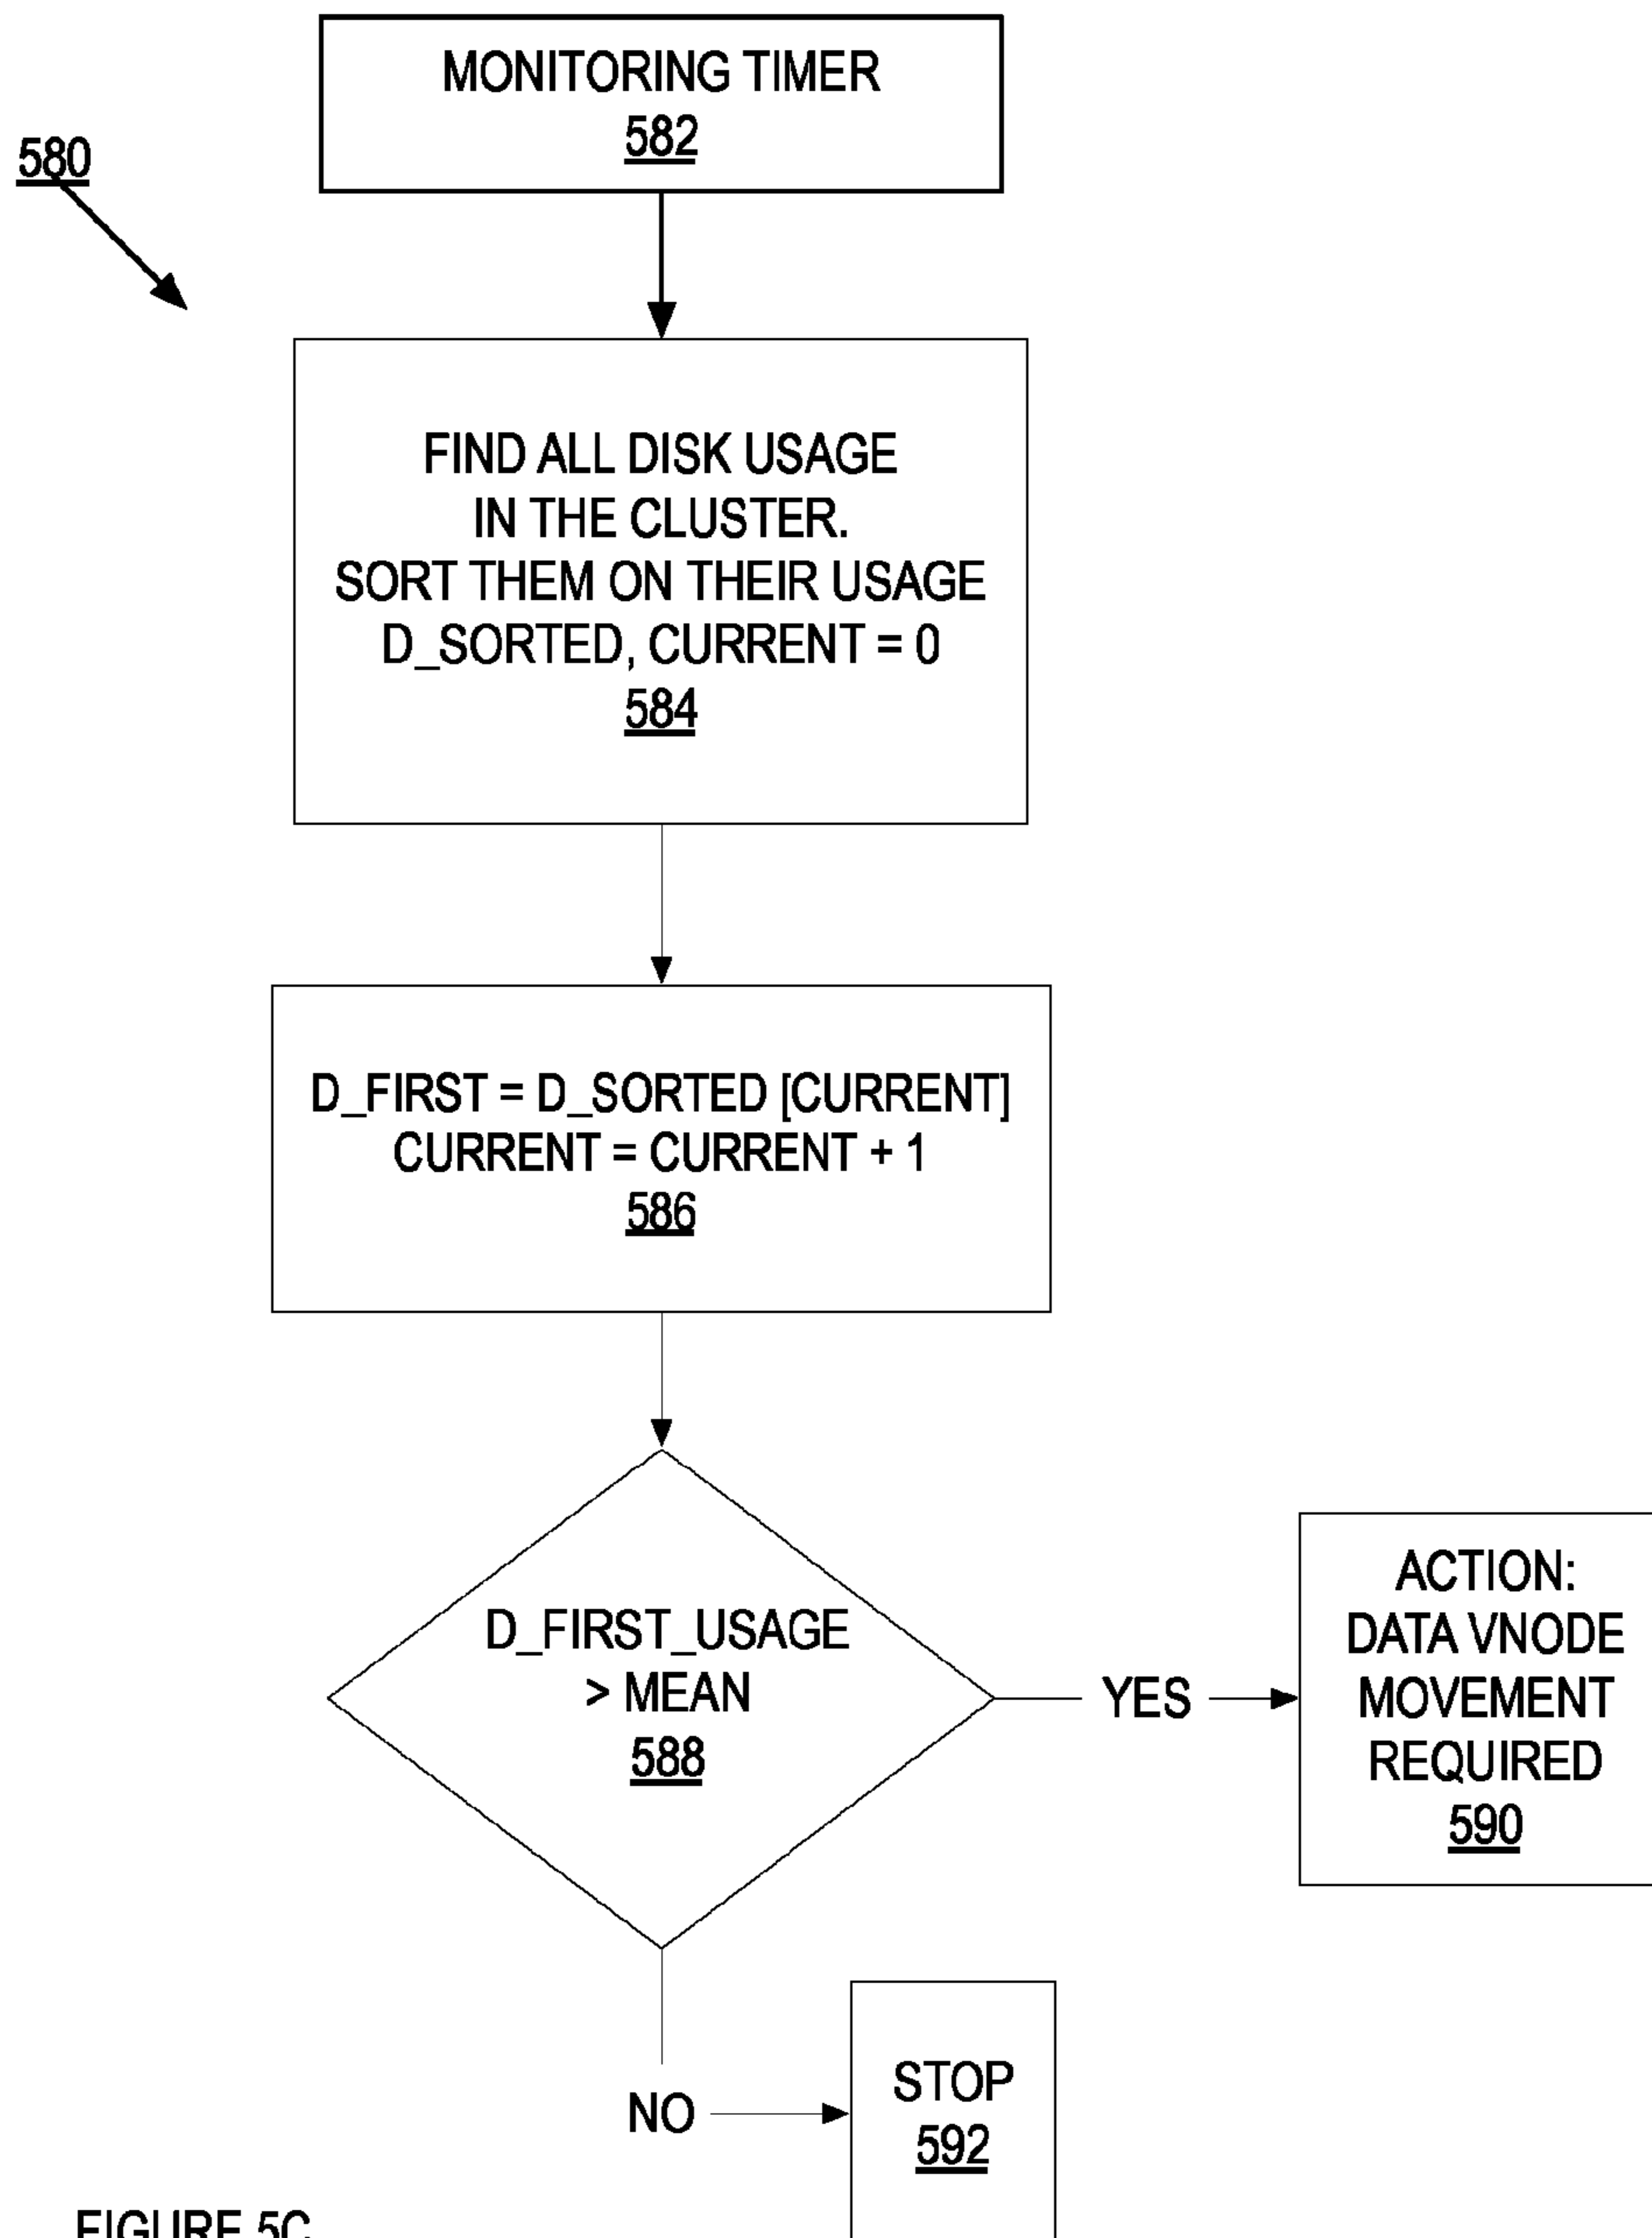 MONITORING TIMER
582
580
FIND ALL DISK USAGE
IN THE CLUSTER.
SORT THEM ON THEIR USAGE
D_SORTED, CURRENT = 0
584
D_FIRST = D_SORTED [CURRENT]
CURRENT = CURRENT + 1
586
D_FIRST_USAGE
> MEAN
588
YES
ACTION:
DATA VNODE
MOVEMENT
REQUIRED
590
NO
STOP
592
FIGURE 5C